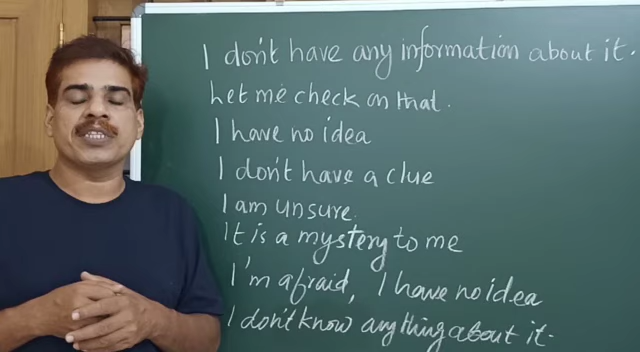 I don't have any information about it.
Let me check on that.
I have no idea
I don't have a clue
I am unsure.
It is a mystery to me
I'm afraid, I have no idea
I don't know anything about it.